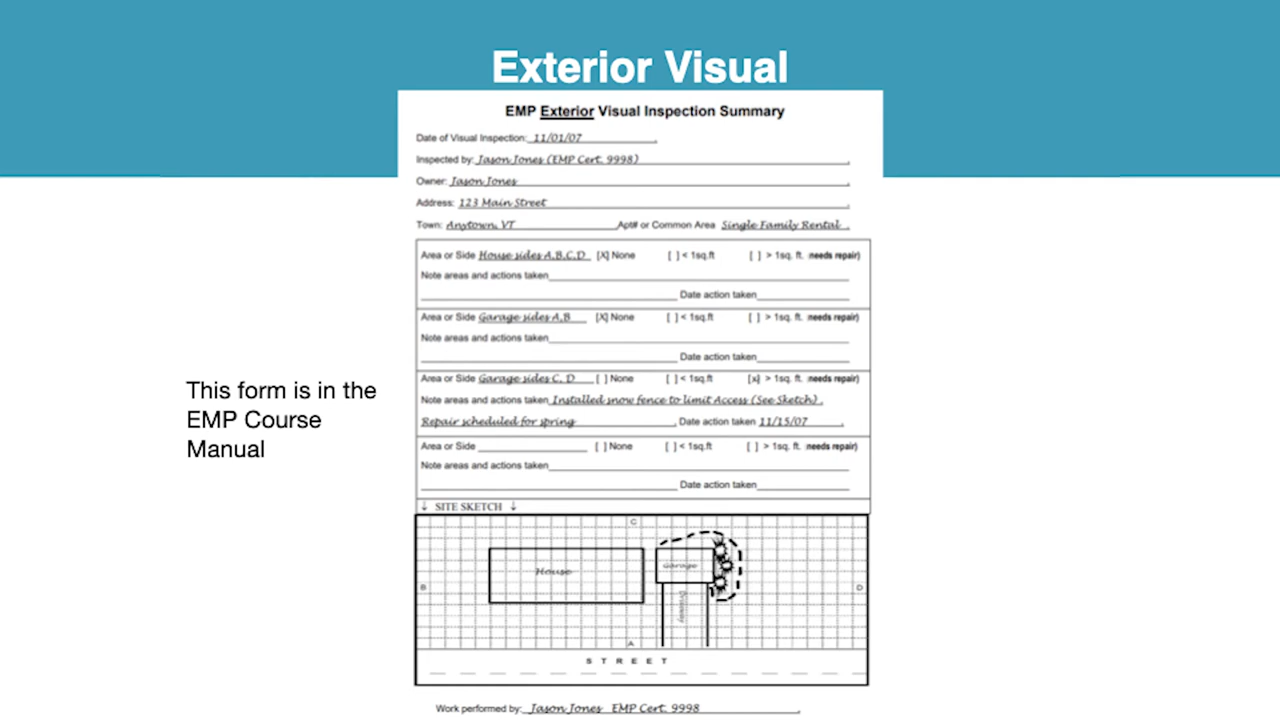 Exterior Visual
EMP Exterior Visual Inspection Summary
Date of Visual Inspection: 11/01/07
Inspected by: Jason Jones (EMP Cert. 9998)
Owner: Jason Jones
Address: 123 Main Street
Town: Anytown, VT Apt# or Common Area Single Family Rental
Area or Side House sides A,B,C,D [X] None [ ] < 1sq.ft [ ] > 1sq. ft. needs repair)
Note areas and actions taken
Date action taken
Area or Side Garage sides A,B [X] None [ ] < 1sq.ft [ ] > 1sq. ft. needs repair)
Note areas and actions taken
Date action taken
Area or Side Garage sides C, D [ ] None [ ] < 1sq.ft [x] > 1sq. ft. needs repair)
Note areas and actions taken Installed snow fence to limit Access (See Sketch).
Repair scheduled for spring. Date action taken 11/15/07.
Area or Side [ ] None [ ] < 1sq.ft [ ] > 1sq. ft. needs repair)
Note areas and actions taken
Date action taken
↓ SITE SKETCH ↓
C
House
Garage
B
D
Driveway
A
STREET
Work performed by: Jason Jones EMP Cert. 9998
This form is in the
EMP Course
Manual